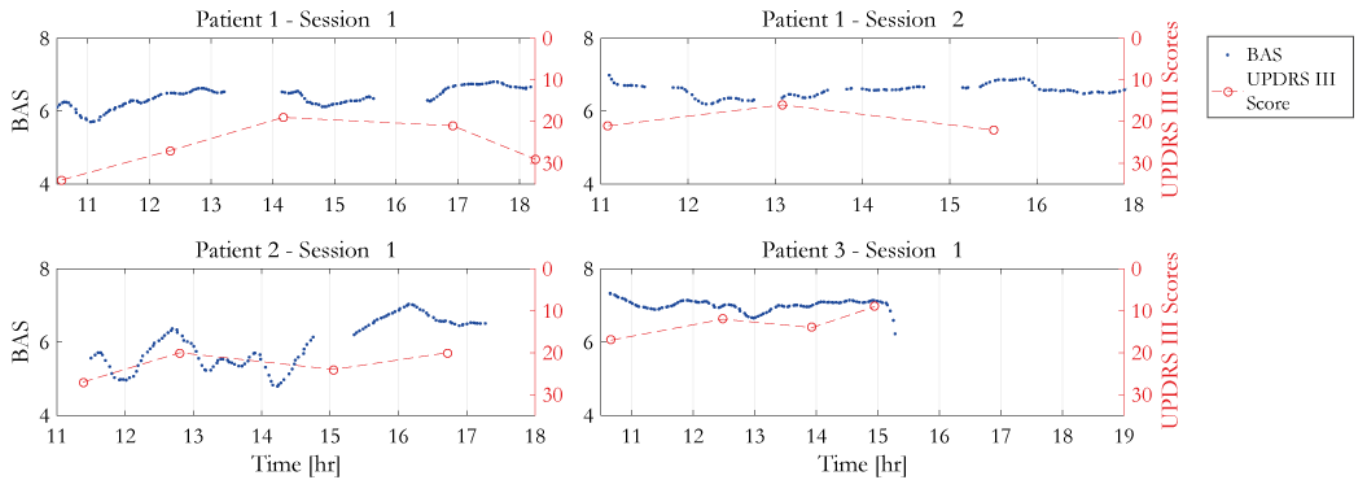 Patient 1 - Session 1
8
6
4
BAS
0
10
20
30
UPDRS III Scores
11 12 13 14 15 16 17 18
Patient 1 - Session 2
8
6
4
0
10
20
30
UPDRS III Scores
11 12 13 14 15 16 17 18
BAS
UPDRS III
Score
Patient 2 - Session 1
8
6
4
BAS
0
10
20
30
11 12 13 14 15 16 17 18
Time [hr]
Patient 3 - Session 1
8
6
4
0
10
20
30
UPDRS III Scores
11 12 13 14 15 16 17 18 19
Time [hr]